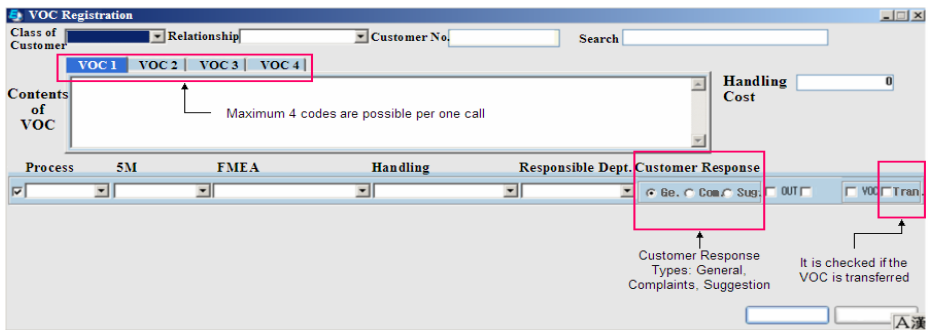 VOC Registration
Class of Customer Relationship Customer No. Search
VOC 1 VOC 2 VOC 3 VOC 4
Contents of VOC
Maximum 4 codes are possible per one call
Handling Cost 0
Process 5M FMEA Handling Responsible Dept. Customer Response
Ge. Com. Sug. OUT VOC Tran.
Customer Response
Types: General,
Complaints, Suggestion
It is checked if the
VOC is transferred
A漢